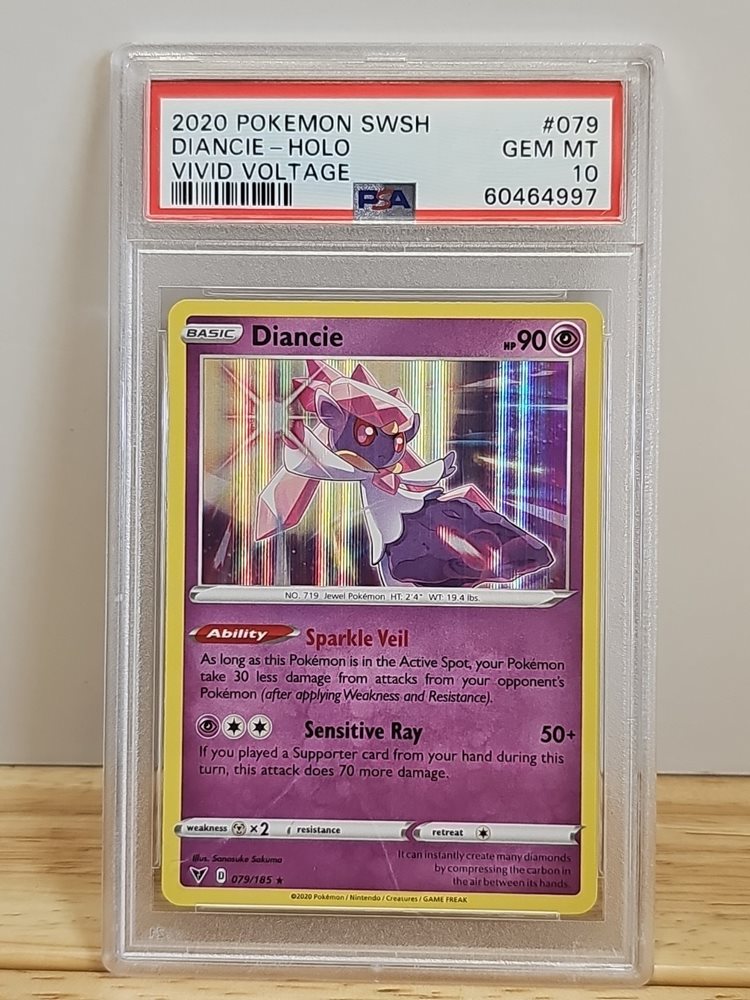 2020 POKEMON SWSH #079
DIANCIE – HOLO GEM MT
VIVID VOLTAGE 10
PSA 60464997
BASIC Diancie HP 90
NO. 719 Jewel Pokémon HT: 2'4" WT: 19.4 lbs.
Ability Sparkle Veil
As long as this Pokémon is in the Active Spot, your Pokémon
take 30 less damage from attacks from your opponent's
Pokémon (after applying Weakness and Resistance).
Sensitive Ray 50+
If you played a Supporter card from your hand during this
turn, this attack does 70 more damage.
weakness ×2 resistance retreat
Illus. Sanosuke Sakuma
It can instantly create many diamonds
by compressing the carbon in
the air between its hands.
D 079/185 ★
©2020 Pokémon / Nintendo / Creatures / GAME FREAK